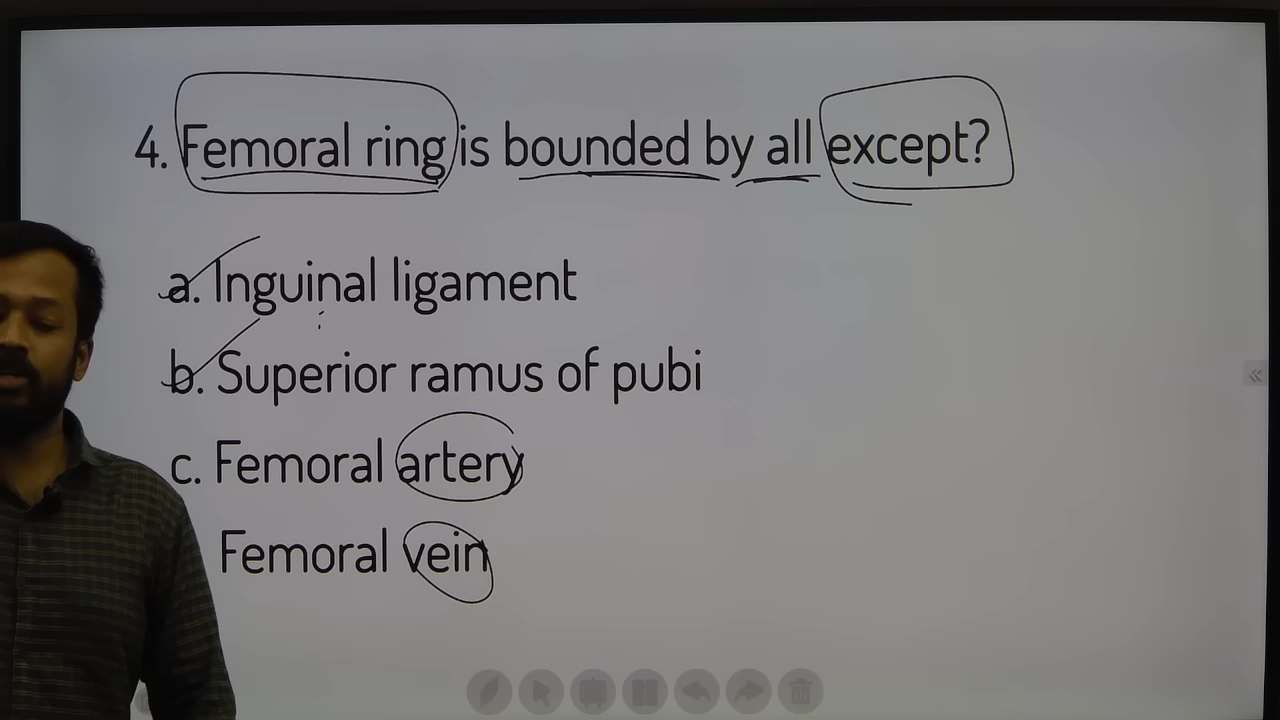 4. Femoral ring is bounded by all except?
a. Inguinal ligament
b. Superior ramus of pubi
c. Femoral artery
Femoral vein